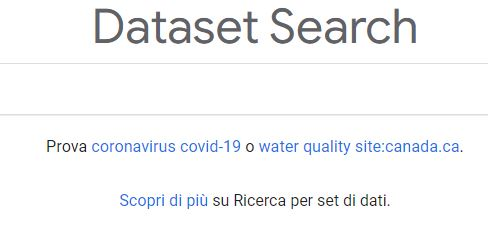 Dataset Search
Prova coronavirus covid-19 o water quality site:canada.ca.
Scopri di più su Ricerca per set di dati.